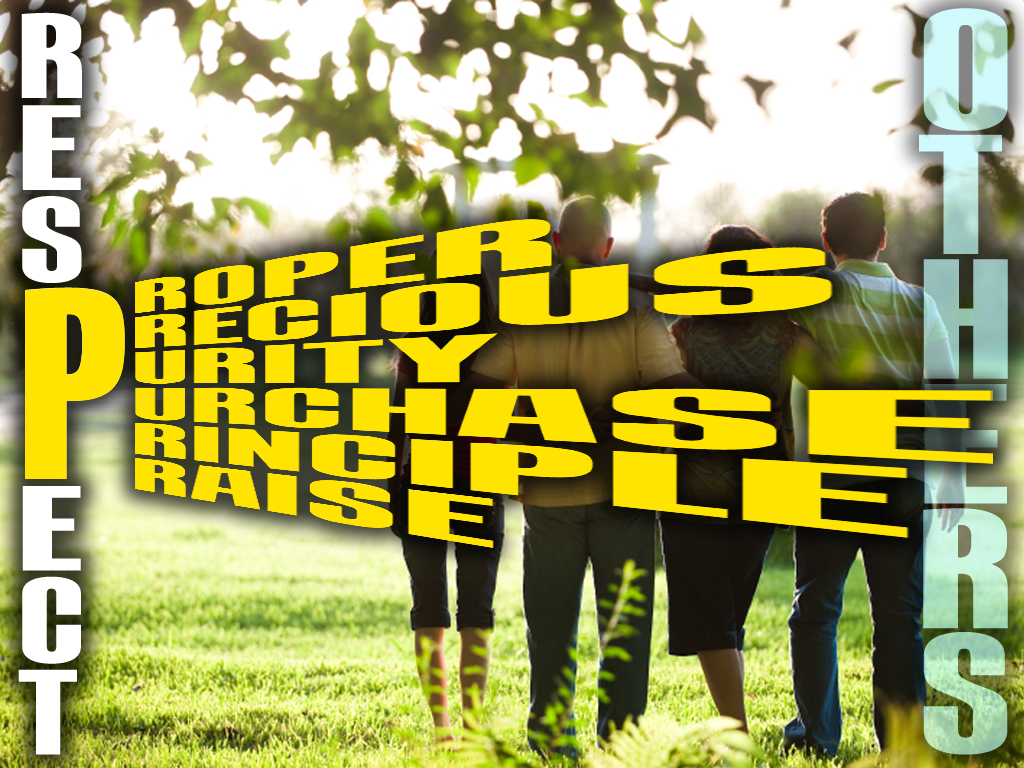 RESPECT
ROPER
RECIOUS
URITY
URCHASE
RINCIPLE
RAISE
OTHERS